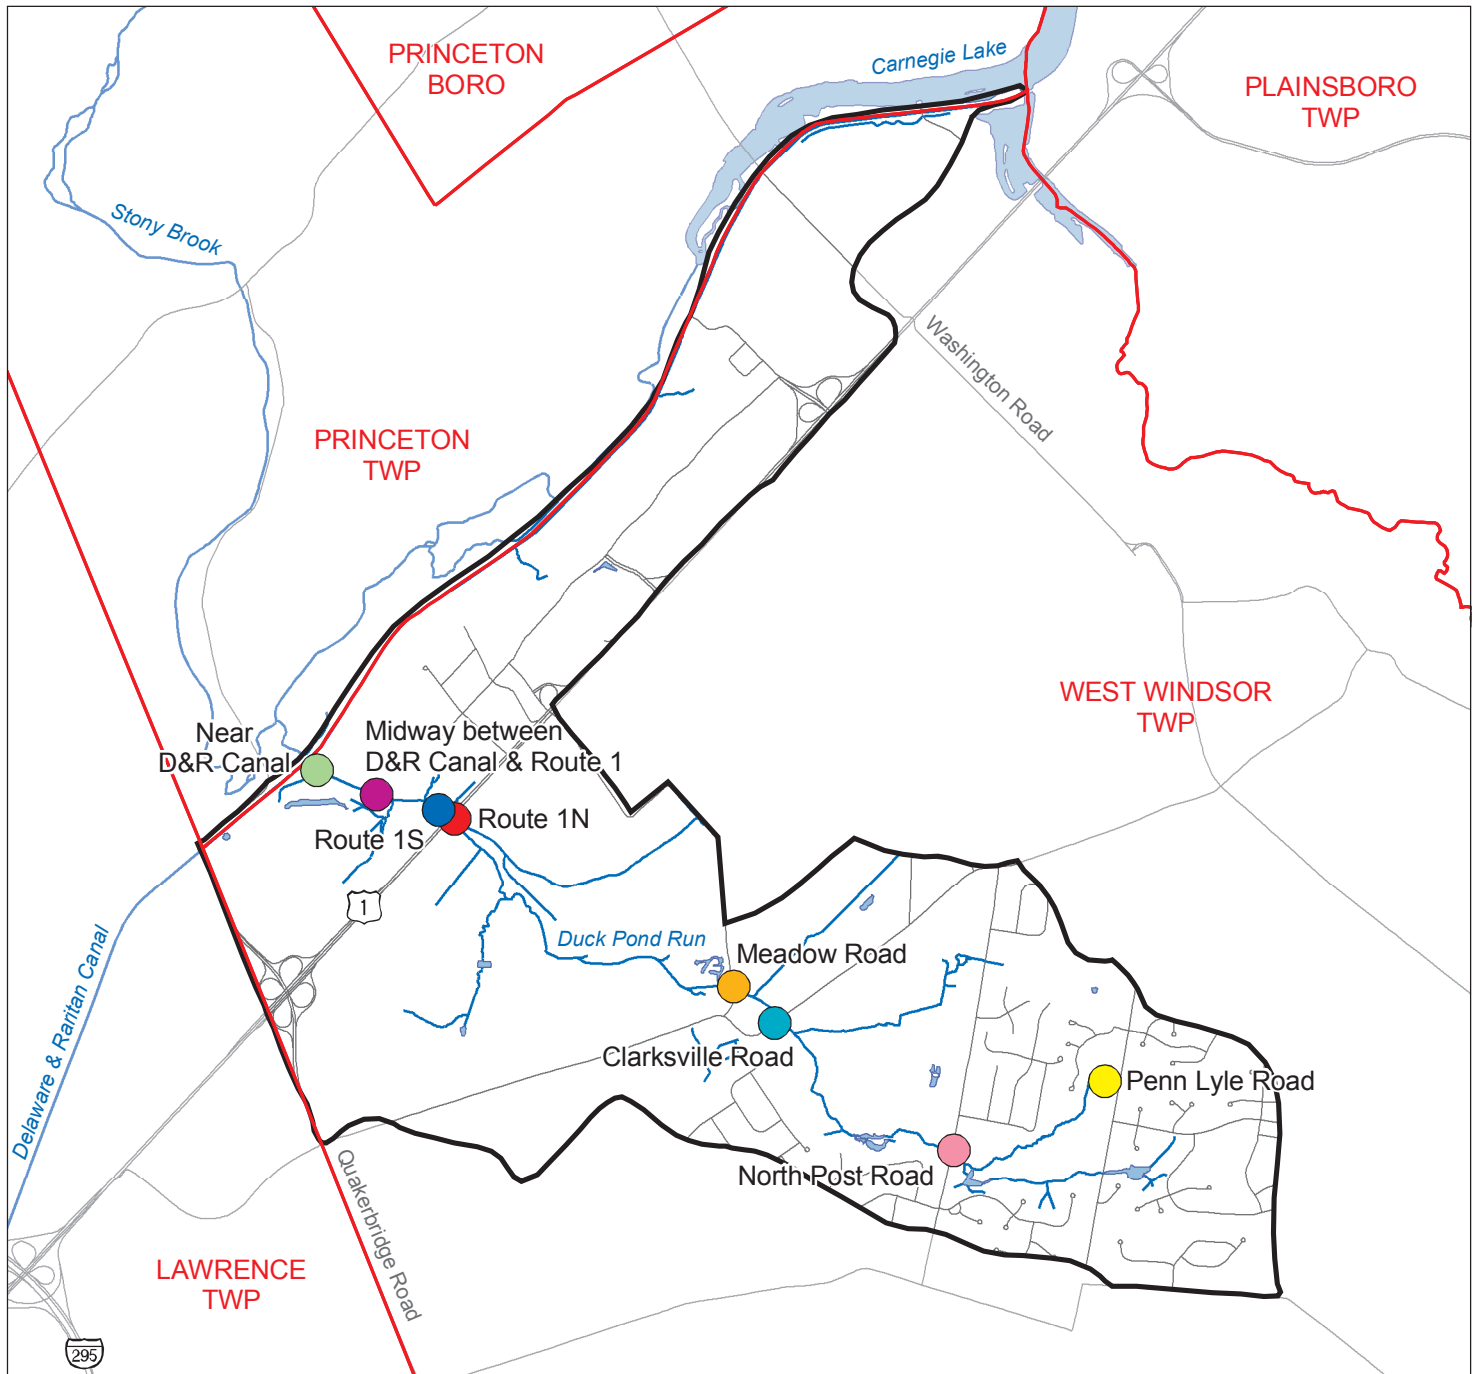 PRINCETON
BORO
Carnegie Lake
PLAINSBORO
TWP
Stony Brook
Washington Road
PRINCETON
TWP
WEST WINDSOR
TWP
Near
D&R Canal
Midway between
D&R Canal & Route 1
Route 1S
Route 1N
1
Duck Pond Run
Meadow Road
Delaware & Raritan Canal
Clarksville Road
Penn Lyle Road
North Post Road
Quakerbridge Road
LAWRENCE
TWP
295